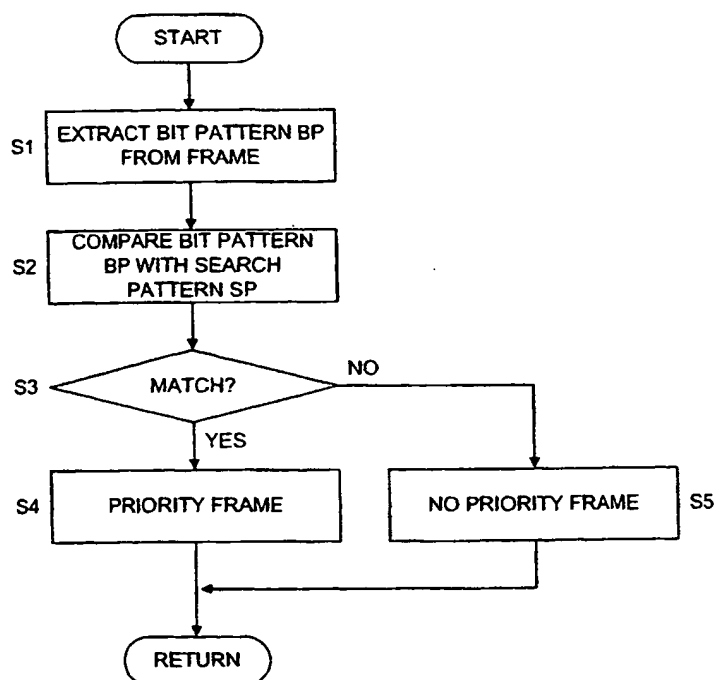 START
S1
EXTRACT BIT PATTERN BP
FROM FRAME
S2
COMPARE BIT PATTERN
BP WITH SEARCH
PATTERN SP
S3
MATCH?
NO
YES
S4
PRIORITY FRAME
NO PRIORITY FRAME
S5
RETURN